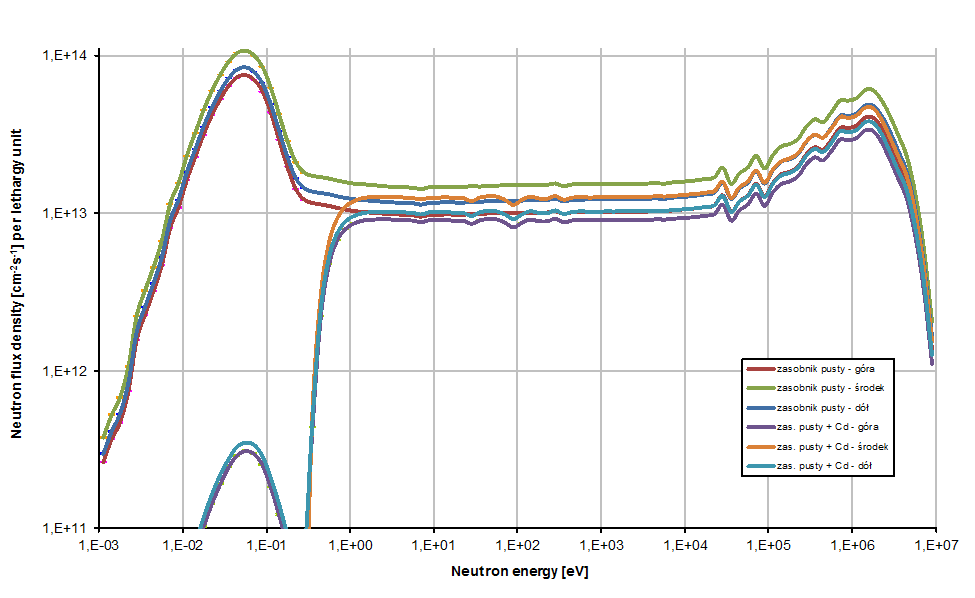 1,E+14
1,E+13
1,E+12
1,E+11
Neutron flux density [cm⁻²s⁻¹] per lethargy unit
1,E−03 1,E−02 1,E−01 1,E+00 1,E+01 1,E+02 1,E+03 1,E+04 1,E+05 1,E+06 1,E+07
Neutron energy [eV]
zasobnik pusty - góra
zasobnik pusty - środek
zasobnik pusty - dół
zas. pusty + Cd - góra
zas. pusty + Cd - środek
zas. pusty + Cd - dół